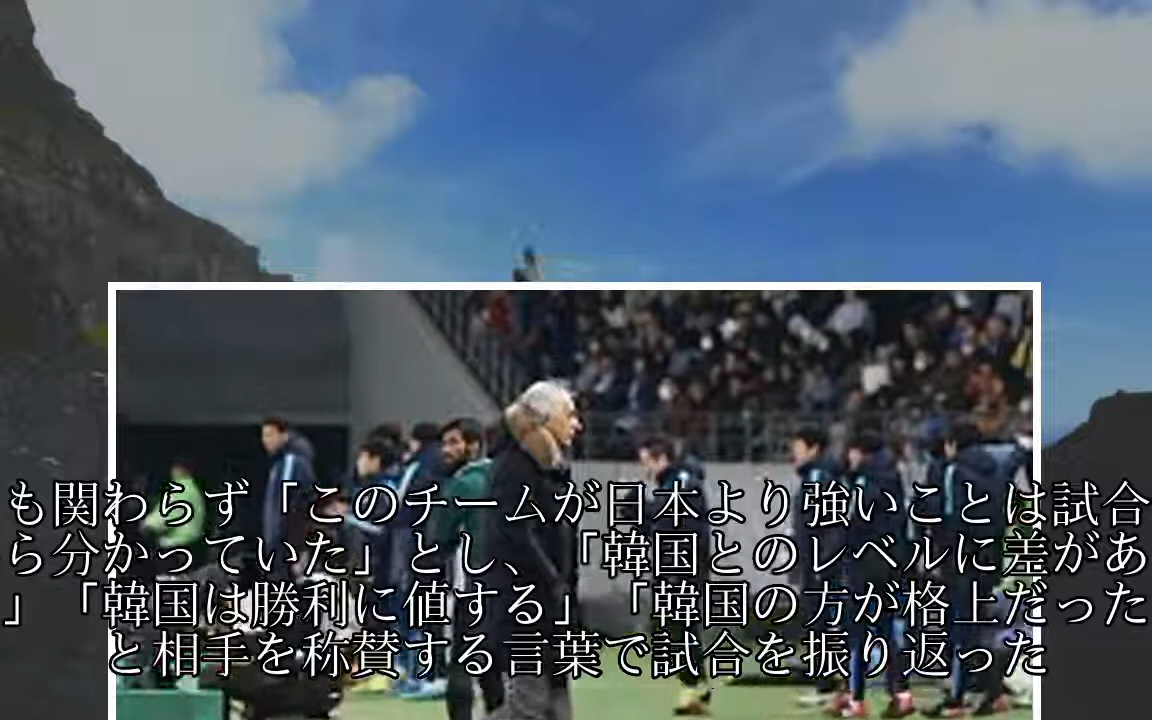 も関わらず「このチームが日本より強いことは試合
ら分かっていた」とし、「韓国とのレベルに差があ
」「韓国は勝利に値する」「韓国の方が格上だった
と相手を称賛する言葉で試合を振り返った